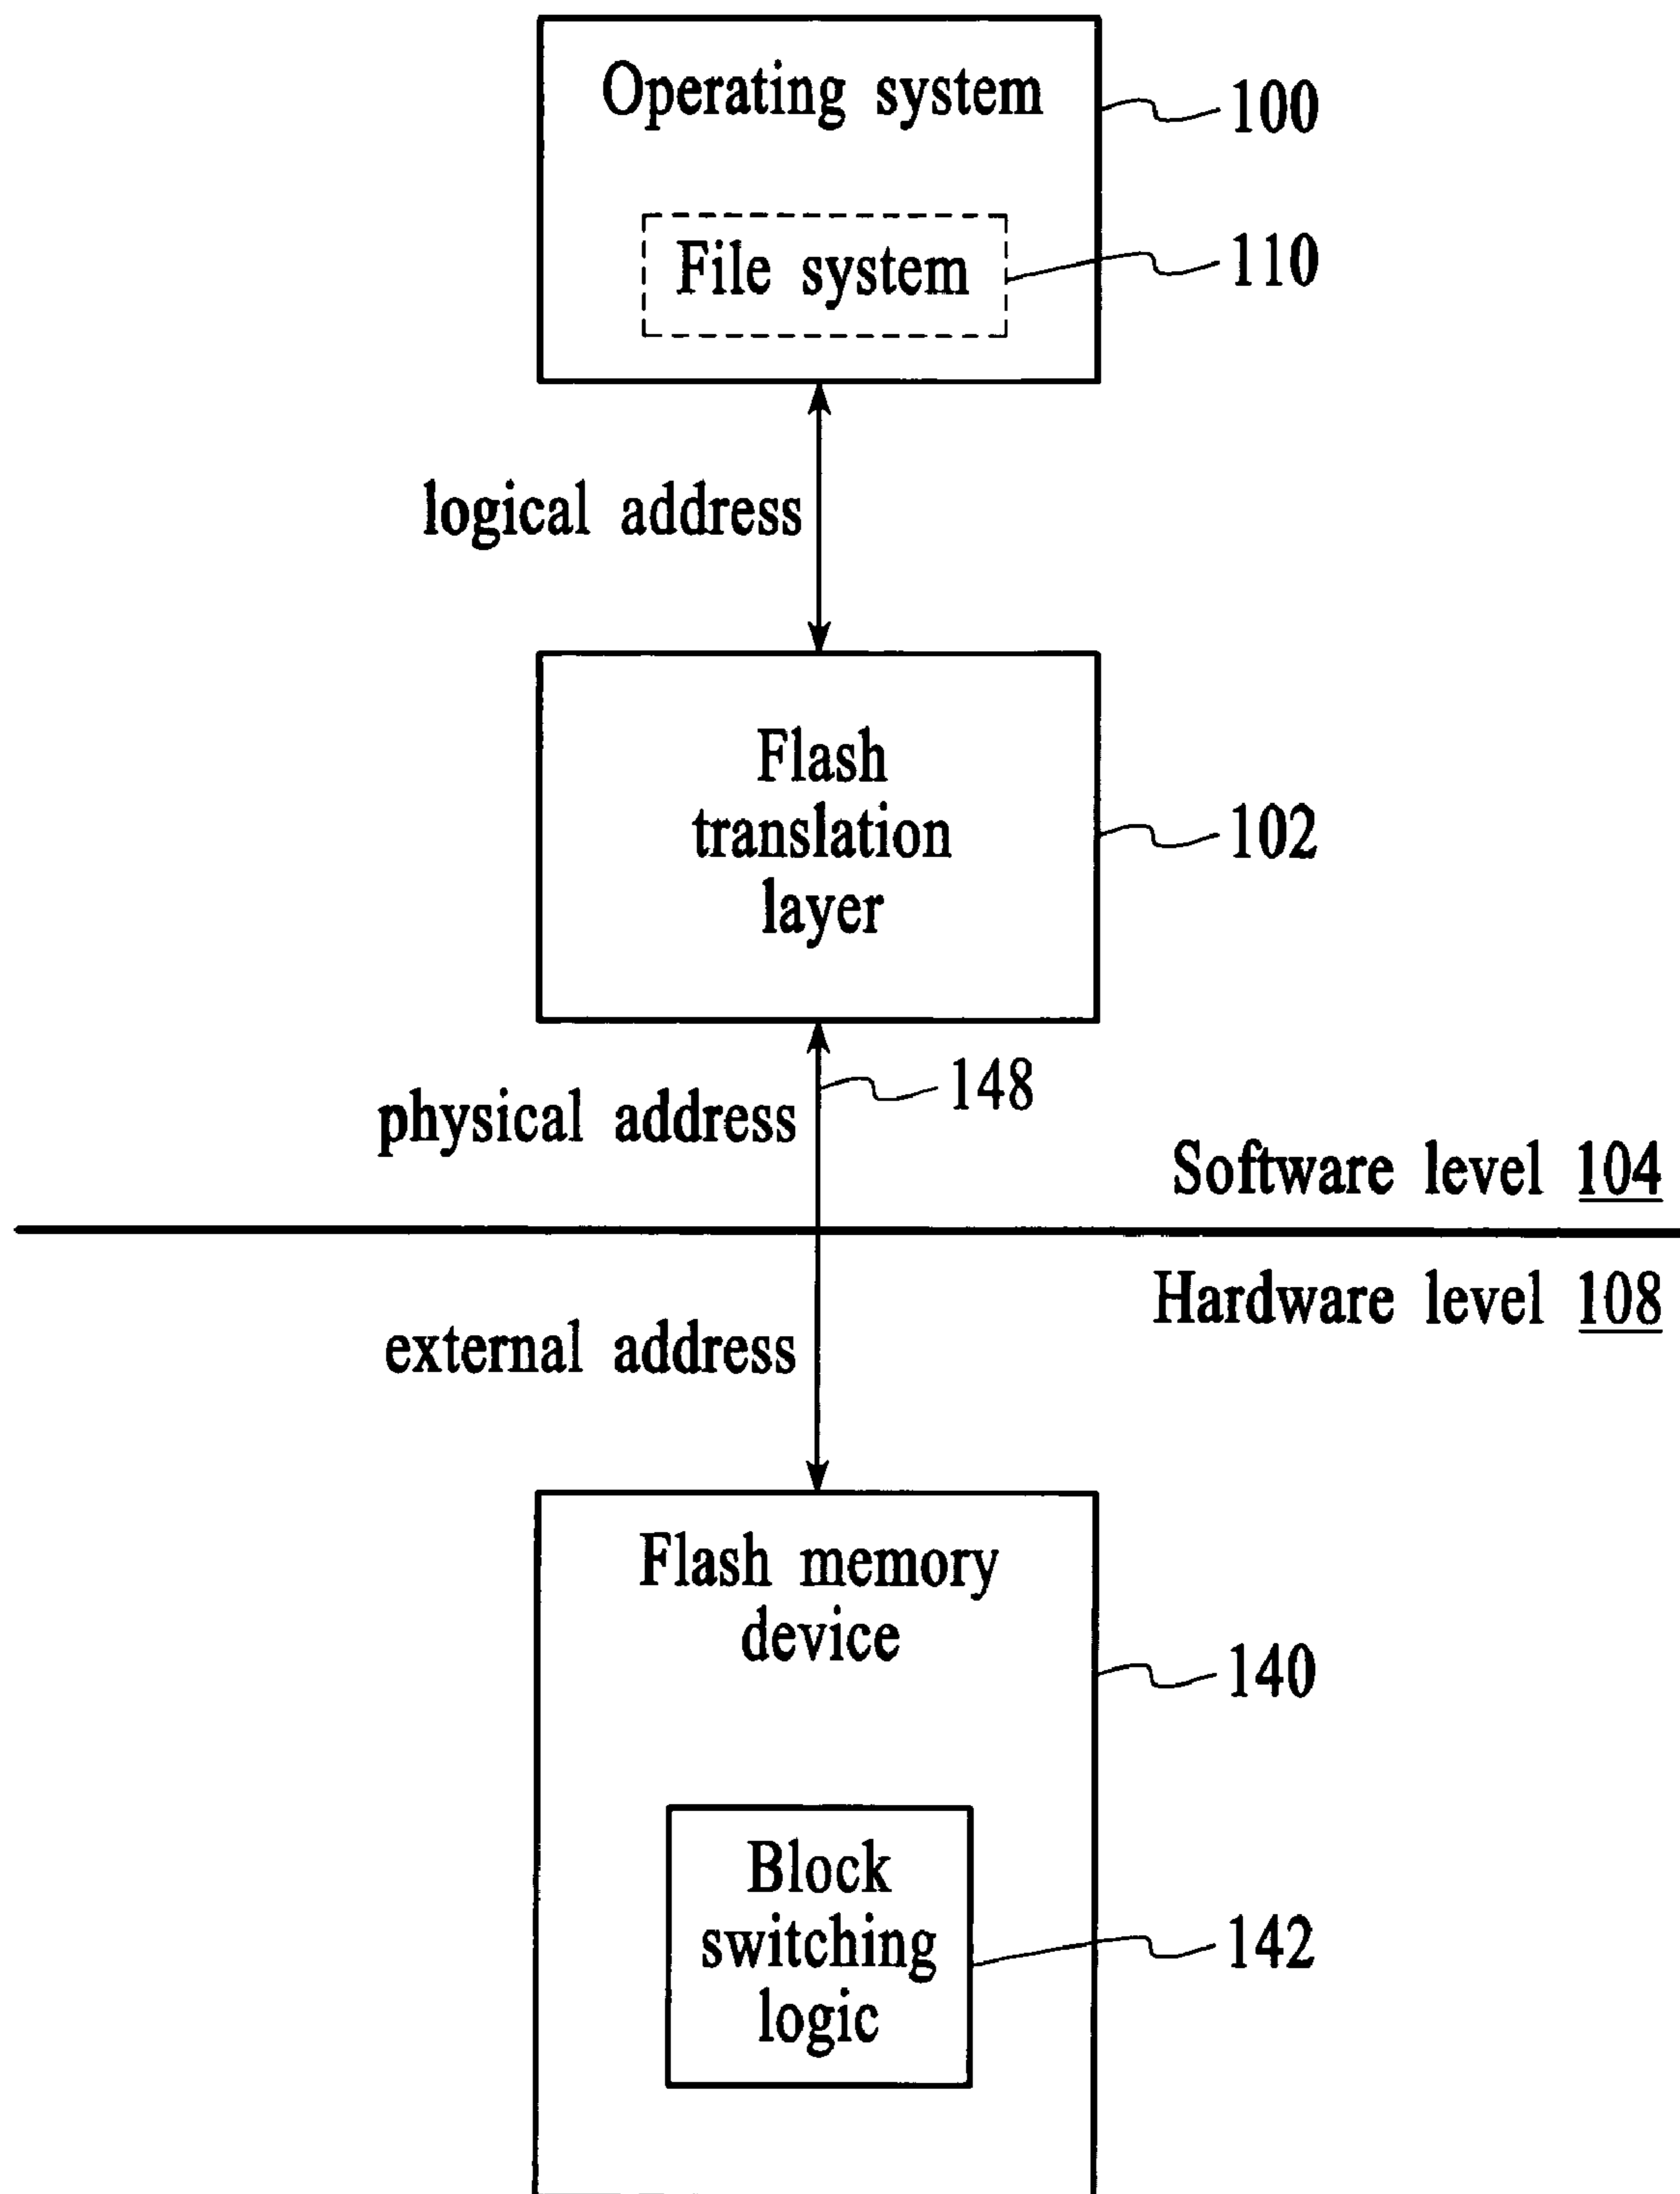 Operating system
100
File system
110
logical address
Flash
translation
layer
102
148
physical address
Software level 104
Hardware level 108
external address
Flash memory
device
140
Block
switching
logic
142